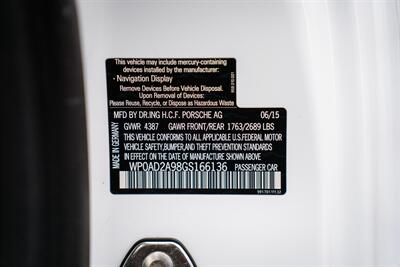 This vehicle may include mercury-containing
devices installed by the manufacturer:
- Navigation Display
Remove Devices Before Vehicle Disposal.
Upon Removal of Devices:
Please Reuse, Recycle, or Dispose as Hazardous Waste
MFD BY DR.ING H.C.F. PORSCHE AG 06/15
GVWR 4387 GAWR FRONT/REAR 1763/2689 LBS
THIS VEHICLE CONFORMS TO ALL APPLICABLE U.S.FEDERAL MOTOR
VEHICLE SAFETY,BUMPER,AND THEFT PREVENTION STANDARDS
IN EFFECT ON THE DATE OF MANUFACTURE SHOWN ABOVE.
WP0AD2A98GS166136 PASSENGER CAR
MADE IN GERMANY